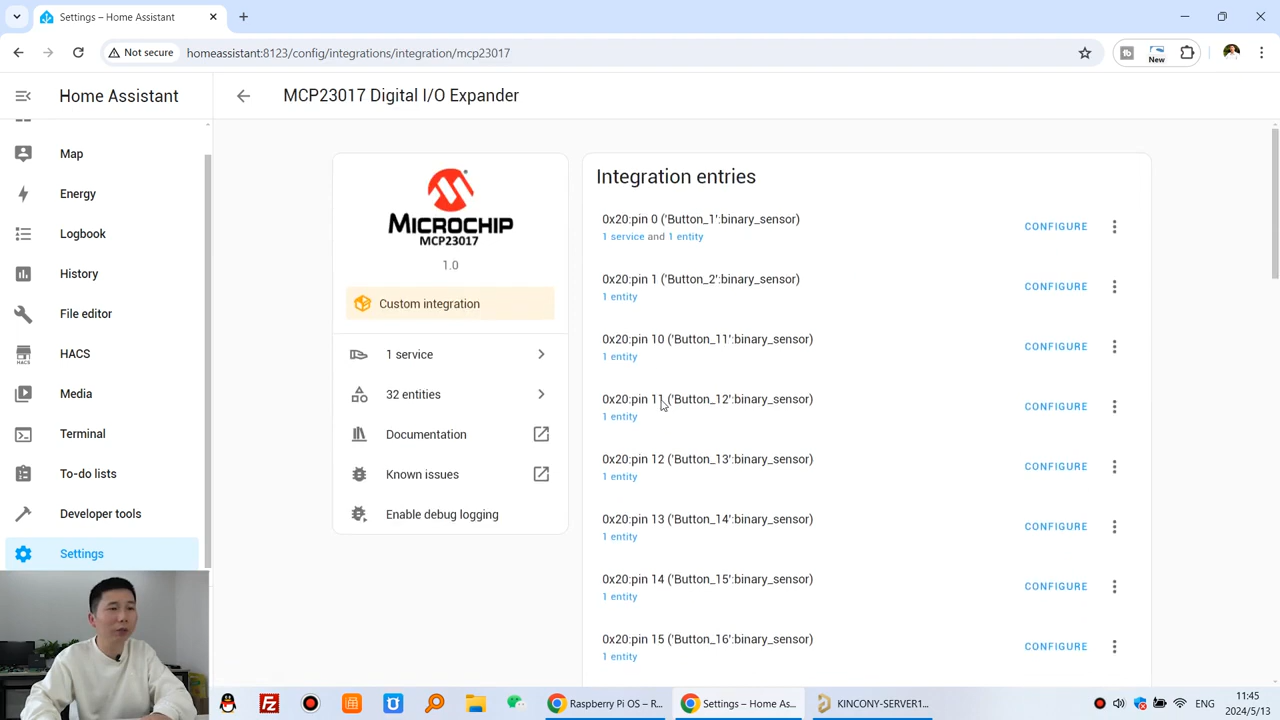 Settings – Home Assistant
Not secure
homeassistant:8123/config/integrations/integration/mcp23017
New
Home Assistant
MCP23017 Digital I/O Expander
Map
Energy
Logbook
History
File editor
HACS
HACS
Media
Terminal
To-do lists
Developer tools
Settings
MICROCHIP
MCP23017
1.0
Custom integration
1 service
32 entities
Documentation
Known issues
Enable debug logging
Integration entries
0x20:pin 0 ('Button_1':binary_sensor)
1 service and 1 entity
CONFIGURE
0x20:pin 1 ('Button_2':binary_sensor)
1 entity
CONFIGURE
0x20:pin 10 ('Button_11':binary_sensor)
1 entity
CONFIGURE
0x20:pin 11 ('Button_12':binary_sensor)
1 entity
CONFIGURE
0x20:pin 12 ('Button_13':binary_sensor)
1 entity
CONFIGURE
0x20:pin 13 ('Button_14':binary_sensor)
1 entity
CONFIGURE
0x20:pin 14 ('Button_15':binary_sensor)
1 entity
CONFIGURE
0x20:pin 15 ('Button_16':binary_sensor)
1 entity
CONFIGURE
Raspberry Pi OS – R...
Settings – Home As...
KINCONY-SERVER1...
ENG
11:45
2024/5/13